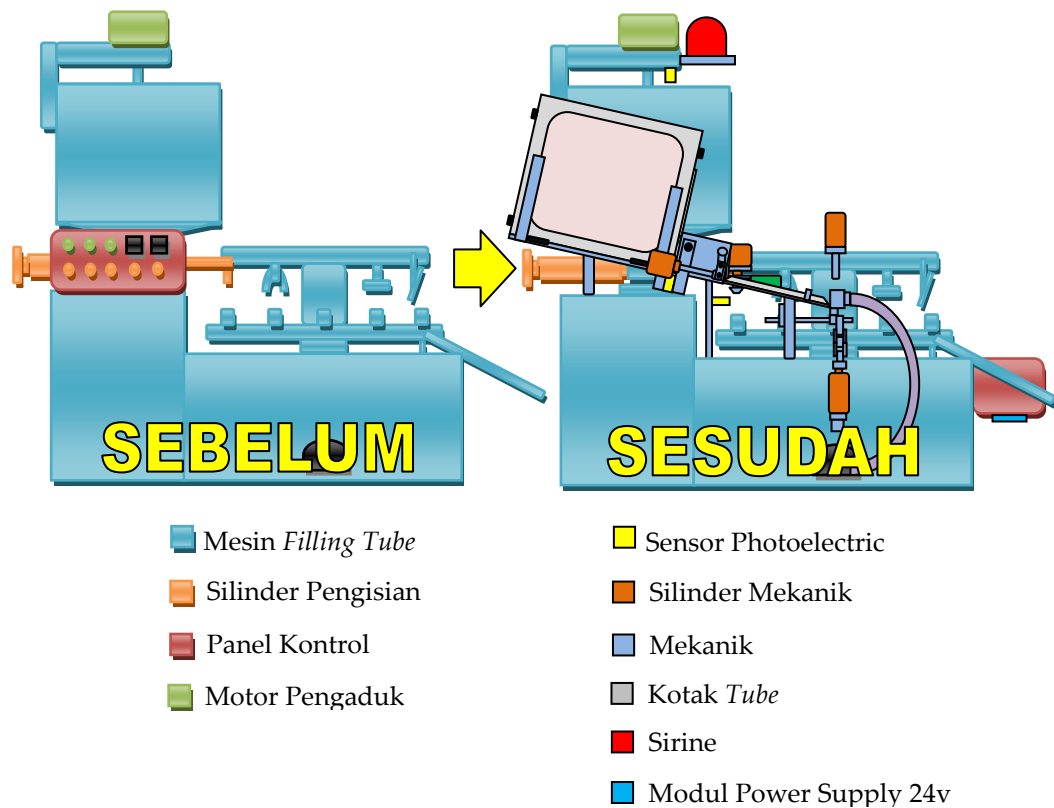 SEBELUM
SESUDAH
Mesin Filling Tube
Silinder Pengisian
Panel Kontrol
Motor Pengaduk
Sensor Photoelectric
Silinder Mekanik
Mekanik
Kotak Tube
Sirine
Modul Power Supply 24v